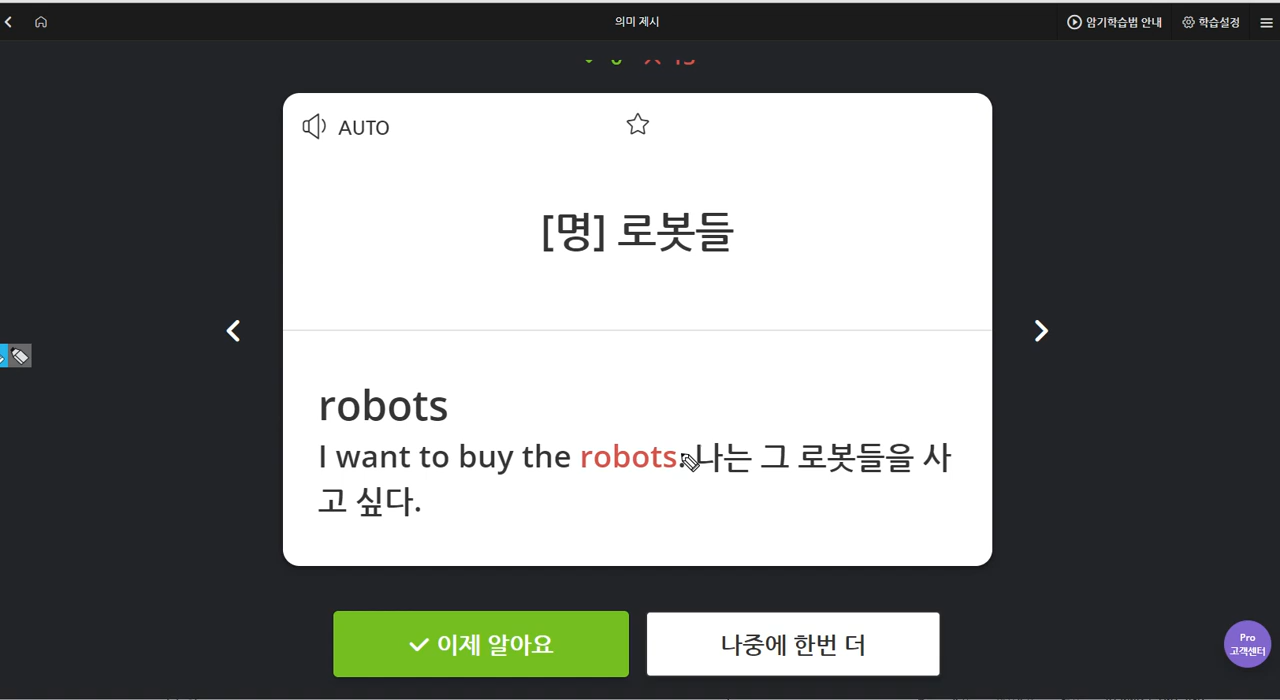 의미 제시
암기학습법 안내
학습설정
AUTO
[명] 로봇들
robots
I want to buy the robots. 나는 그 로봇들을 사
고 싶다.
이제 알아요
나중에 한번 더
Pro
고객센터